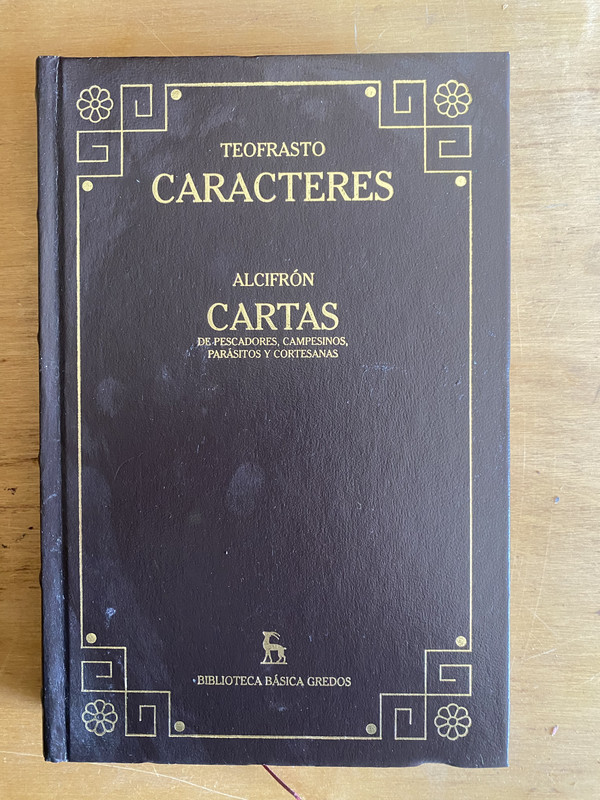 TEOFRASTO
CARACTERES
ALCIFRÓN
CARTAS
DE PESCADORES, CAMPESINOS,
PARÁSITOS Y CORTESANAS
BIBLIOTECA BÁSICA GREDOS